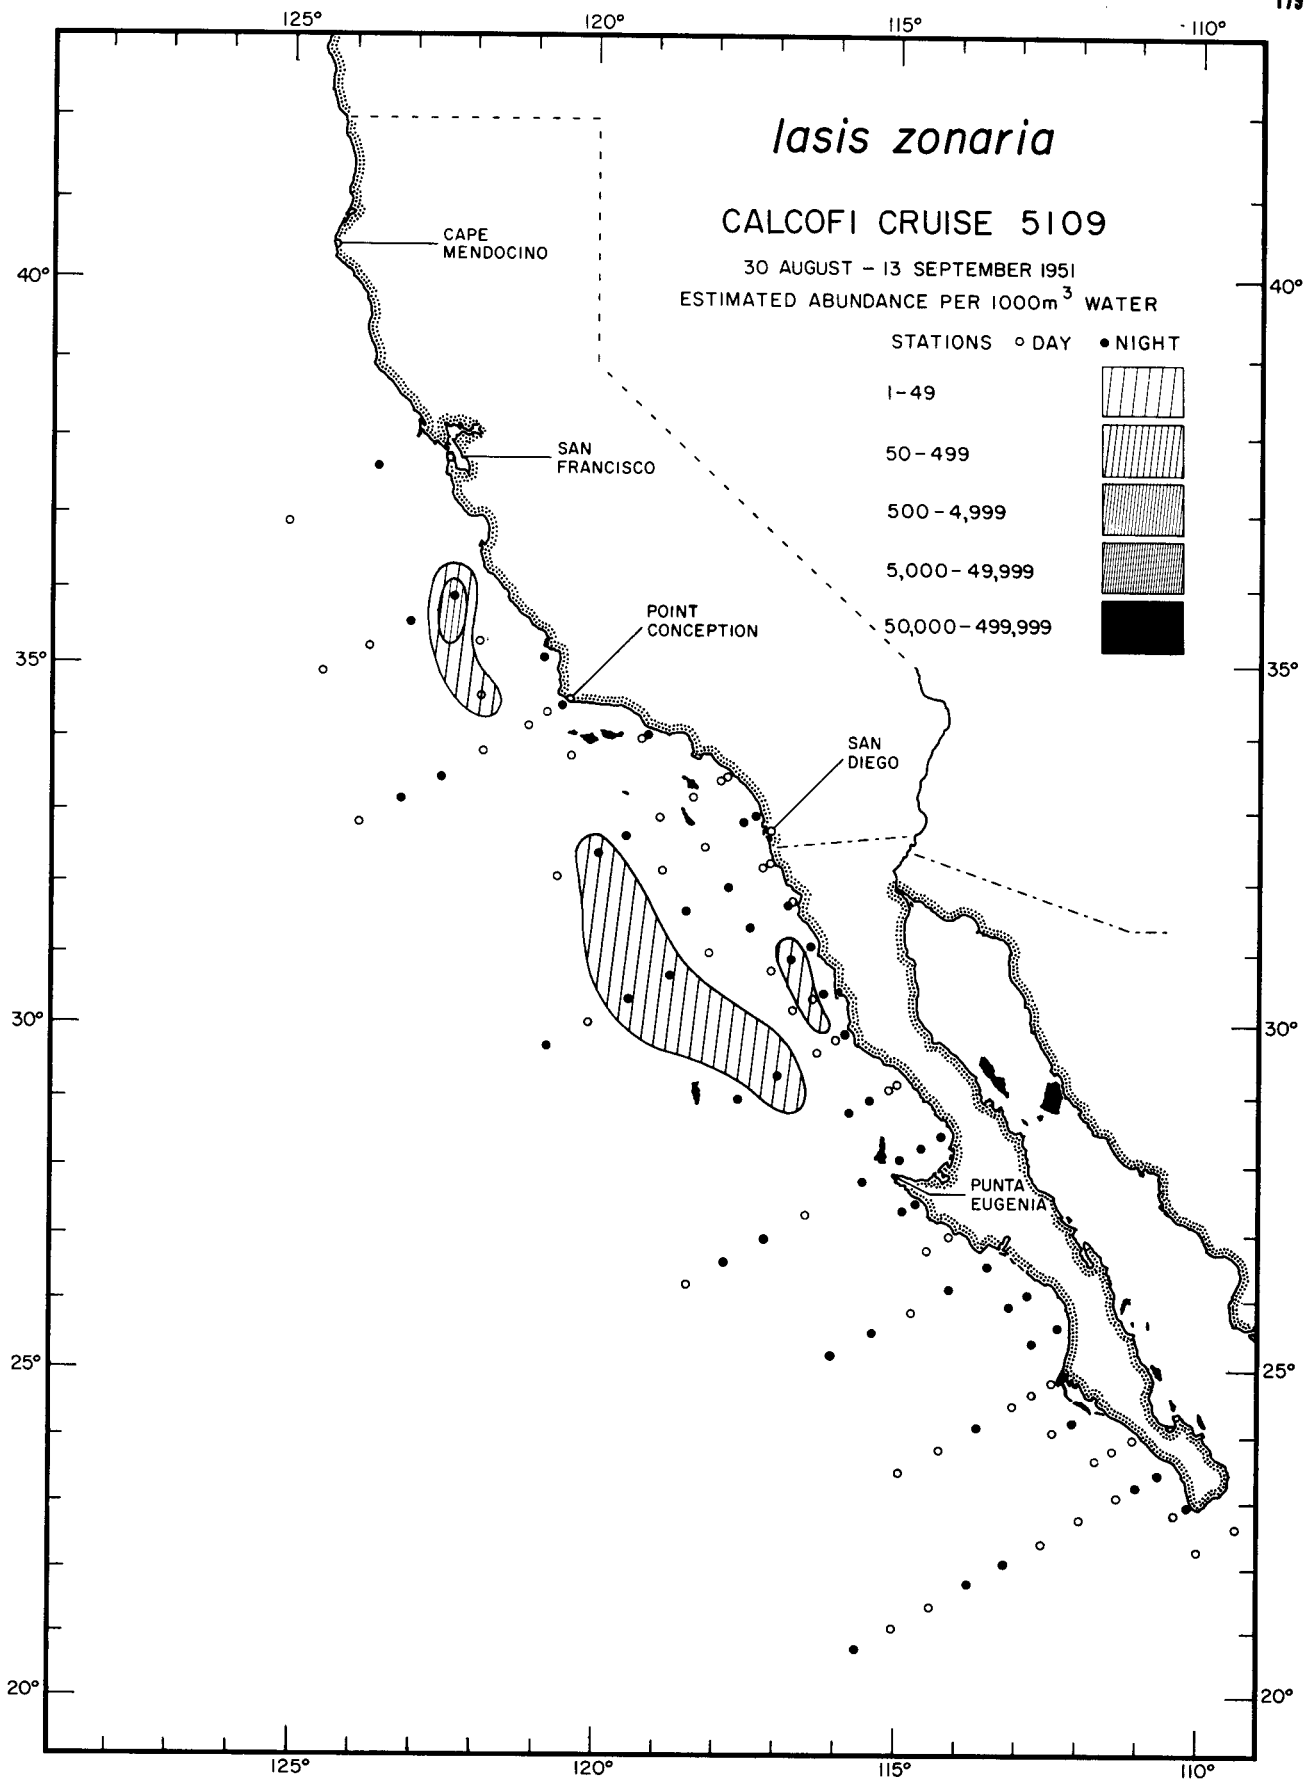 179
125° 120° 115° 110°
Iasis zonaria
CALCOFI CRUISE 5109
30 AUGUST – 13 SEPTEMBER 1951
ESTIMATED ABUNDANCE PER 1000m³ WATER
STATIONS ○ DAY ● NIGHT
1–49
50–499
500–4,999
5,000–49,999
50,000–499,999
CAPE
MENDOCINO
40° 40°
SAN
FRANCISCO
POINT
CONCEPTION
35° 35°
SAN
DIEGO
30° 30°
PUNTA
EUGENIA
25° 25°
20° 20°
125° 120° 115° 110°